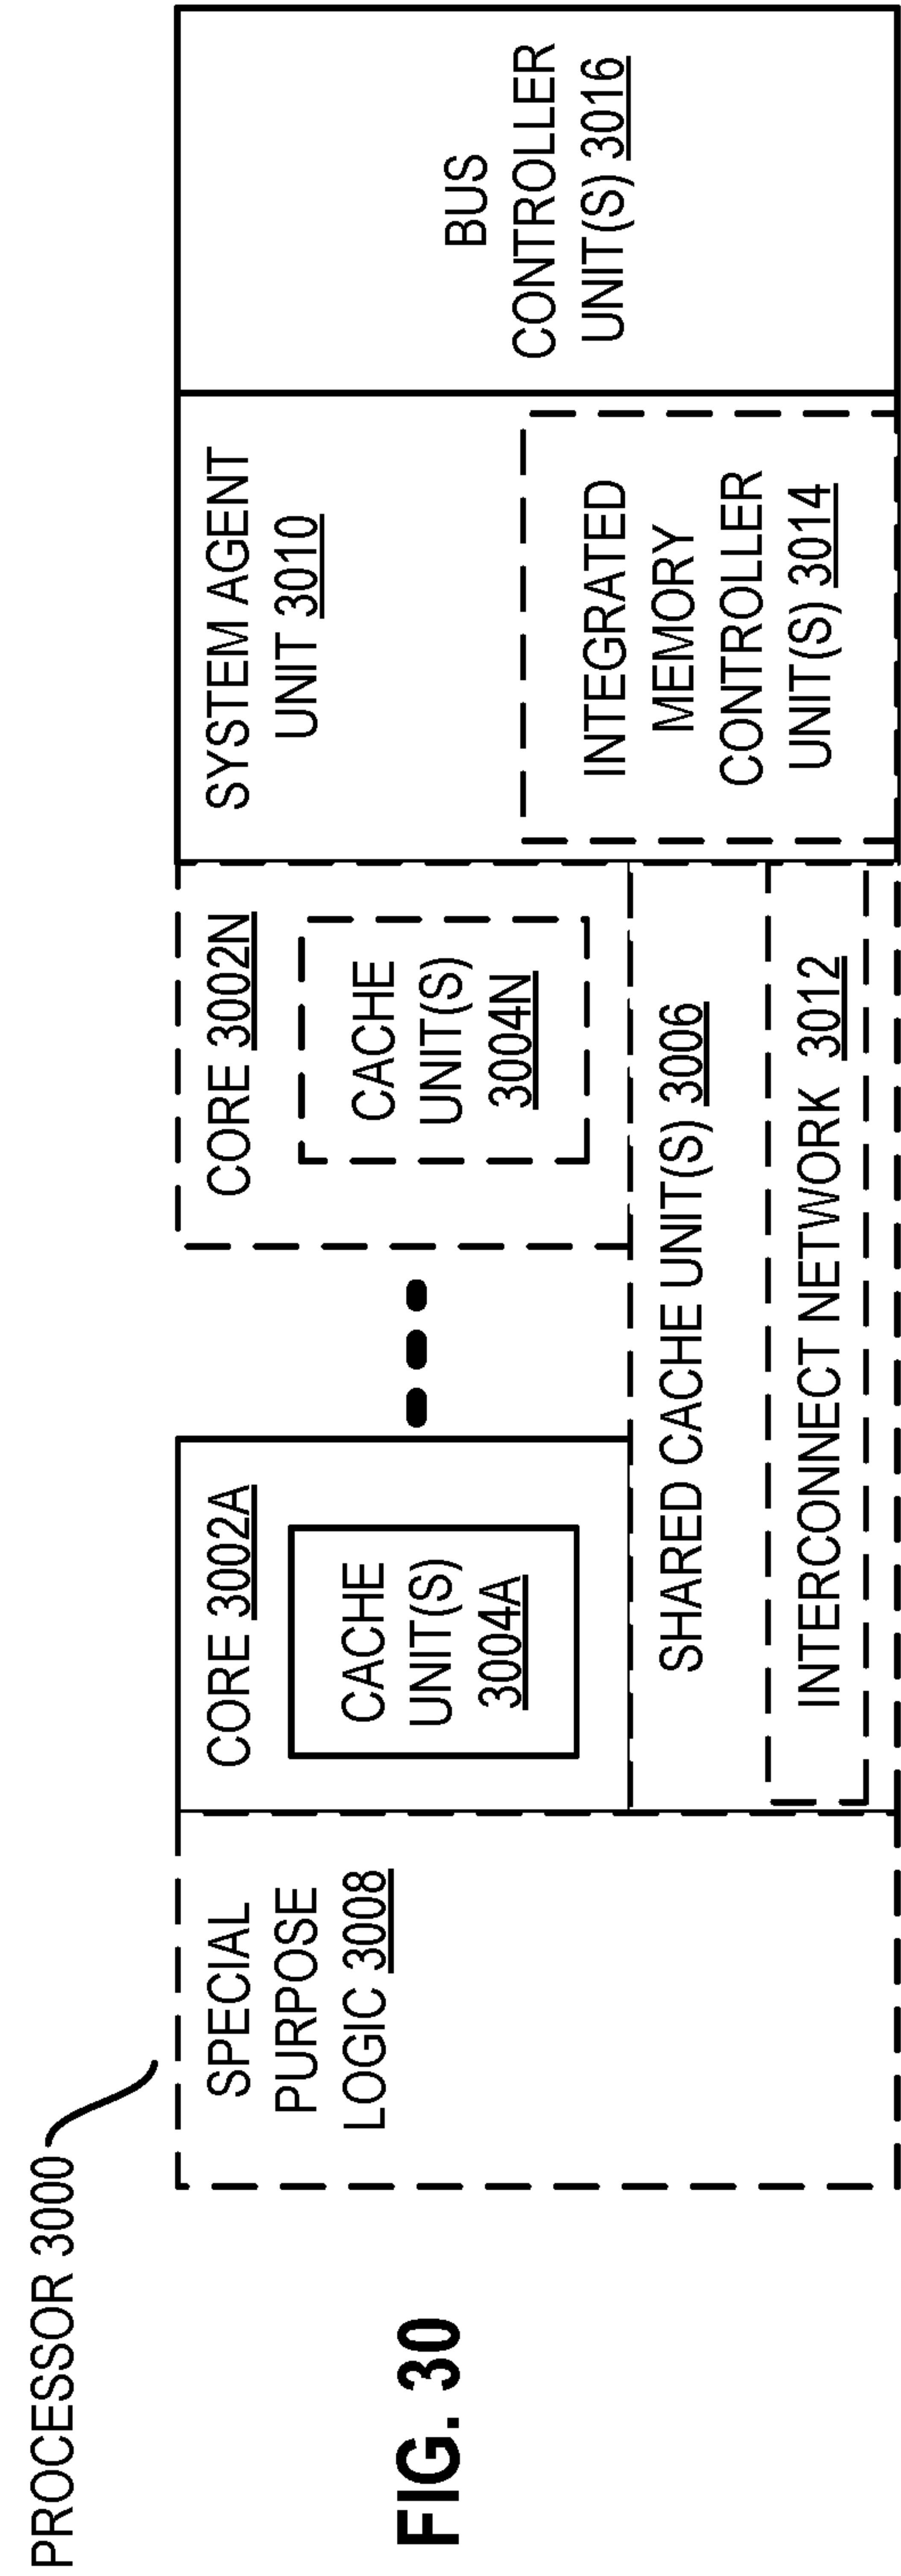 PROCESSOR 3000
SPECIAL
PURPOSE
LOGIC 3008
CORE 3002A
CACHE
UNIT(S)
3004A
CORE 3002N
CACHE
UNIT(S)
3004N
SHARED CACHE UNIT(S) 3006
INTERCONNECT NETWORK 3012
SYSTEM AGENT
UNIT 3010
INTEGRATED
MEMORY
CONTROLLER
UNIT(S) 3014
BUS
CONTROLLER
UNIT(S) 3016
FIG. 30